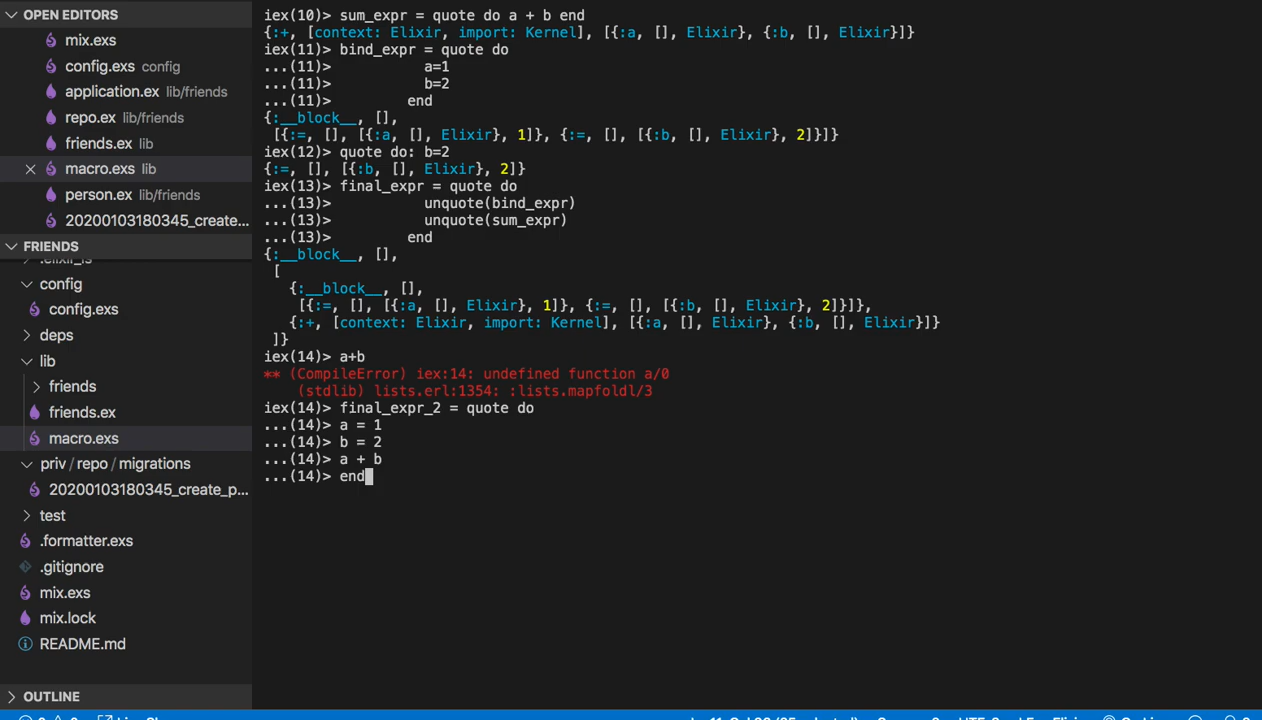 OPEN EDITORS
mix.exs
config.exs config
application.ex lib/friends
repo.ex lib/friends
friends.ex lib
macro.exs lib
person.ex lib/friends
20200103180345_create...
FRIENDS
config
config.exs
deps
lib
friends
friends.ex
macro.exs
priv/repo/migrations
20200103180345_create_p...
test
.formatter.exs
.gitignore
mix.exs
mix.lock
README.md
OUTLINE
iex(10)> sum_expr = quote do a + b end
{:+, [context: Elixir, import: Kernel], [{:a, [], Elixir}, {:b, [], Elixir}]}
iex(11)> bind_expr = quote do
...(11)>           a=1
...(11)>           b=2
...(11)>         end
{:__block__, [],
 [{:=, [], [{:a, [], Elixir}, 1]}, {:=, [], [{:b, [], Elixir}, 2]}]}
iex(12)> quote do: b=2
{:=, [], [{:b, [], Elixir}, 2]}
iex(13)> final_expr = quote do
...(13)>           unquote(bind_expr)
...(13)>           unquote(sum_expr)
...(13)>         end
{:__block__, [],
 [
   {:__block__, [],
    [{:=, [], [{:a, [], Elixir}, 1]}, {:=, [], [{:b, [], Elixir}, 2]}]},
   {:+, [context: Elixir, import: Kernel], [{:a, [], Elixir}, {:b, [], Elixir}]}
 ]}
iex(14)> a+b
** (CompileError) iex:14: undefined function a/0
    (stdlib) lists.erl:1354: :lists.mapfoldl/3
iex(14)> final_expr_2 = quote do
...(14)> a = 1
...(14)> b = 2
...(14)> a + b
...(14)> end